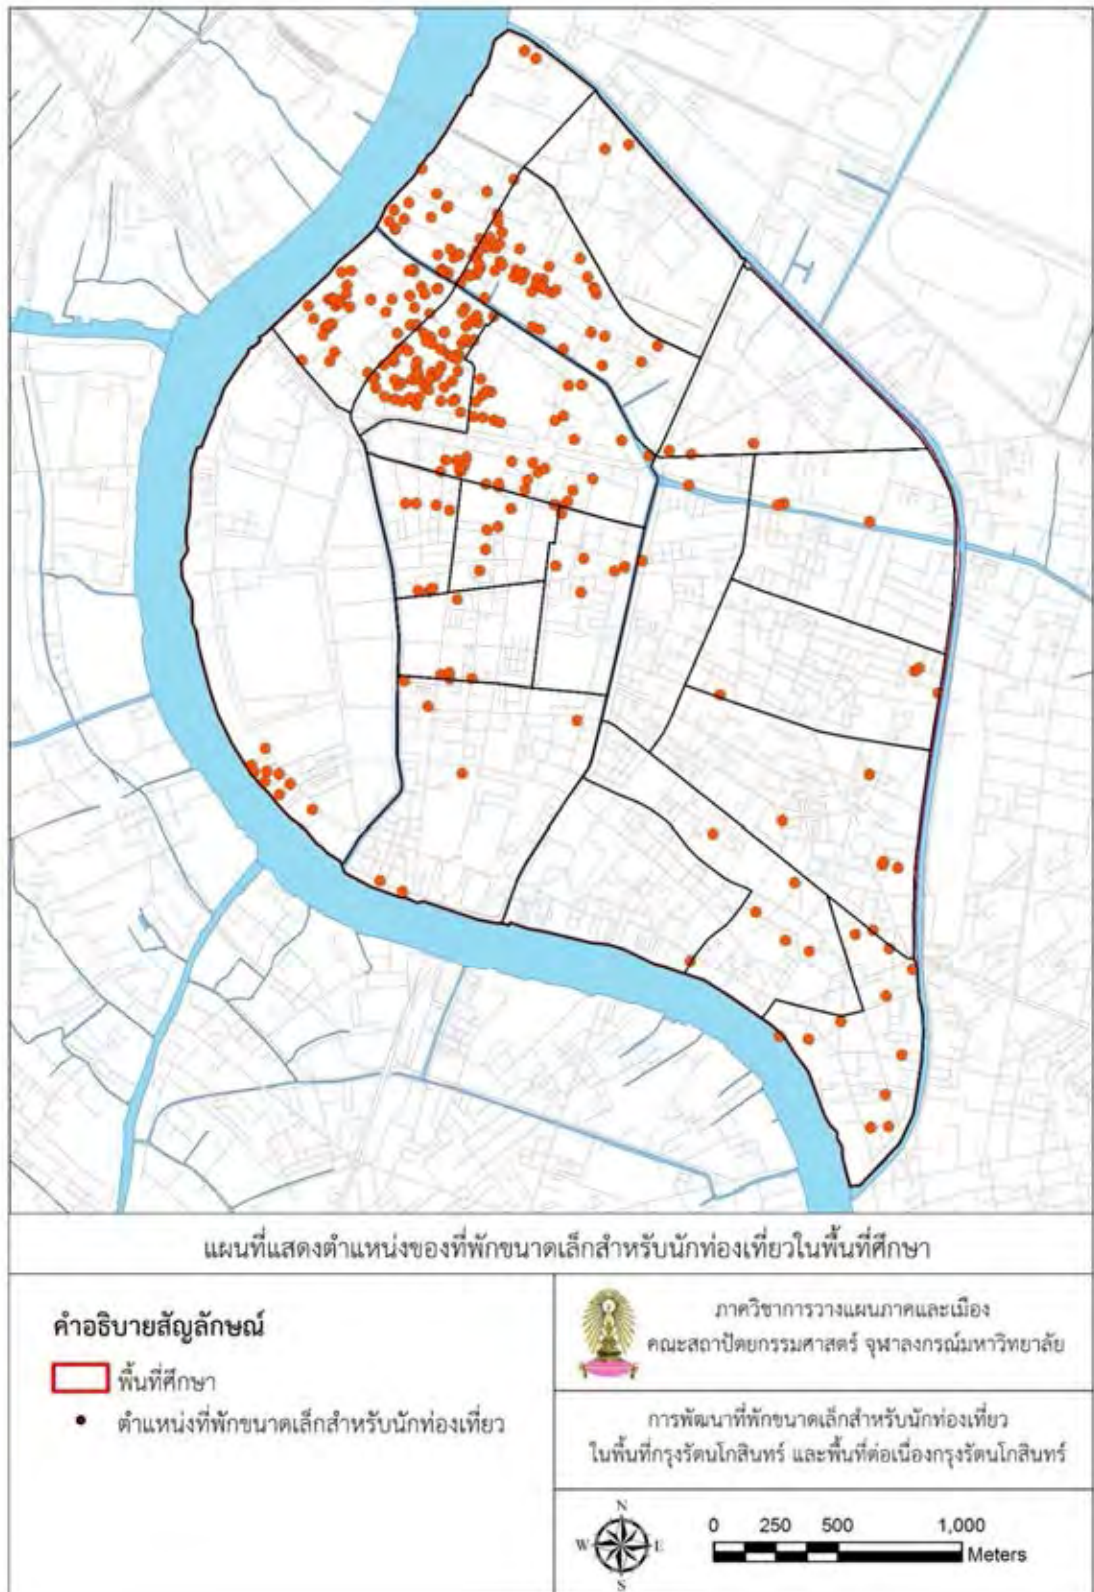 แผนที่แสดงตำแหน่งของที่พักขนาดเล็กสำหรับนักท่องเที่ยวในพื้นที่ศึกษา
คำอธิบายสัญลักษณ์
พื้นที่ศึกษา
ตำแหน่งที่พักขนาดเล็กสำหรับนักท่องเที่ยว
ภาควิชาการวางแผนภาคและเมือง
คณะสถาปัตยกรรมศาสตร์ จุฬาลงกรณ์มหาวิทยาลัย
การพัฒนาที่พักขนาดเล็กสำหรับนักท่องเที่ยว
ในพื้นที่กรุงรัตนโกสินทร์ และพื้นที่ต่อเนื่องกรุงรัตนโกสินทร์
N
W E
S
0 250 500 1,000
Meters